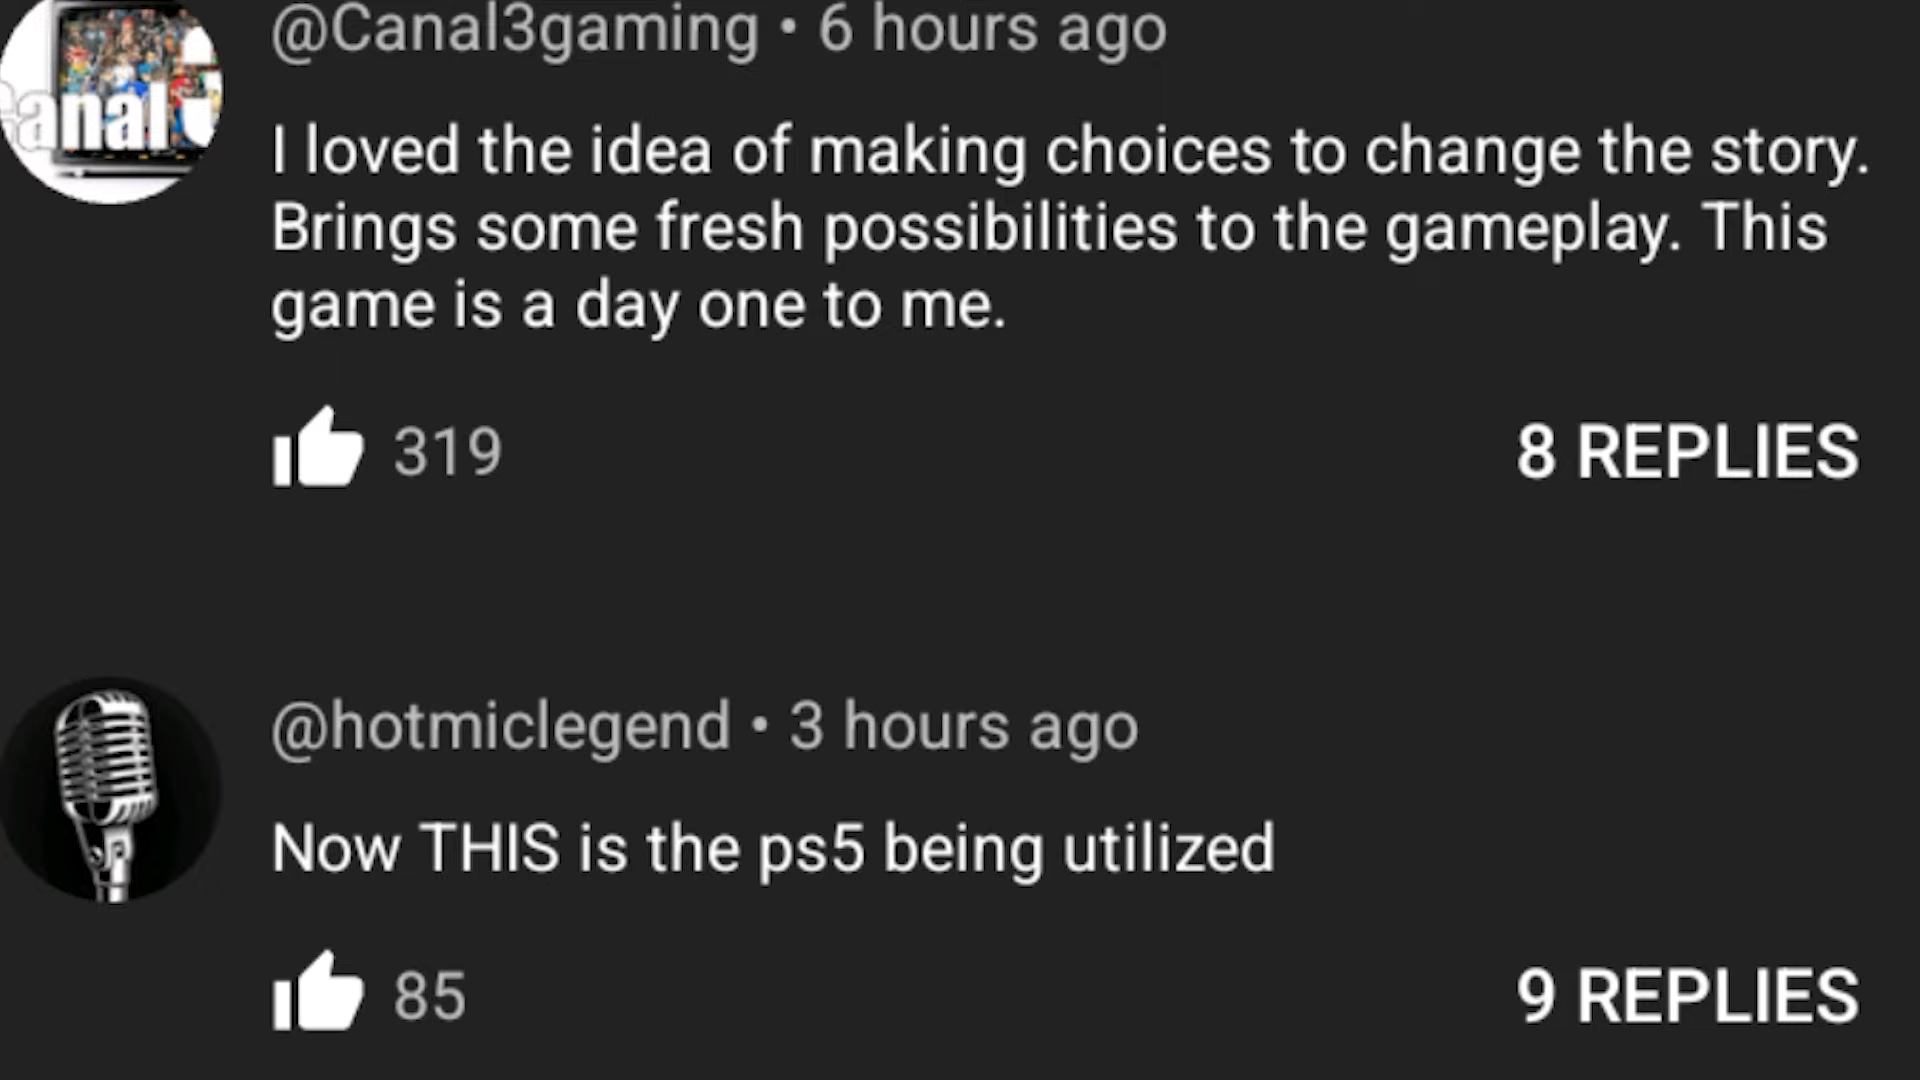 @Canal3gaming • 6 hours ago
anal
I loved the idea of making choices to change the story.
Brings some fresh possibilities to the gameplay. This
game is a day one to me.
319
8 REPLIES
@hotmiclegend • 3 hours ago
Now THIS is the ps5 being utilized
85
9 REPLIES